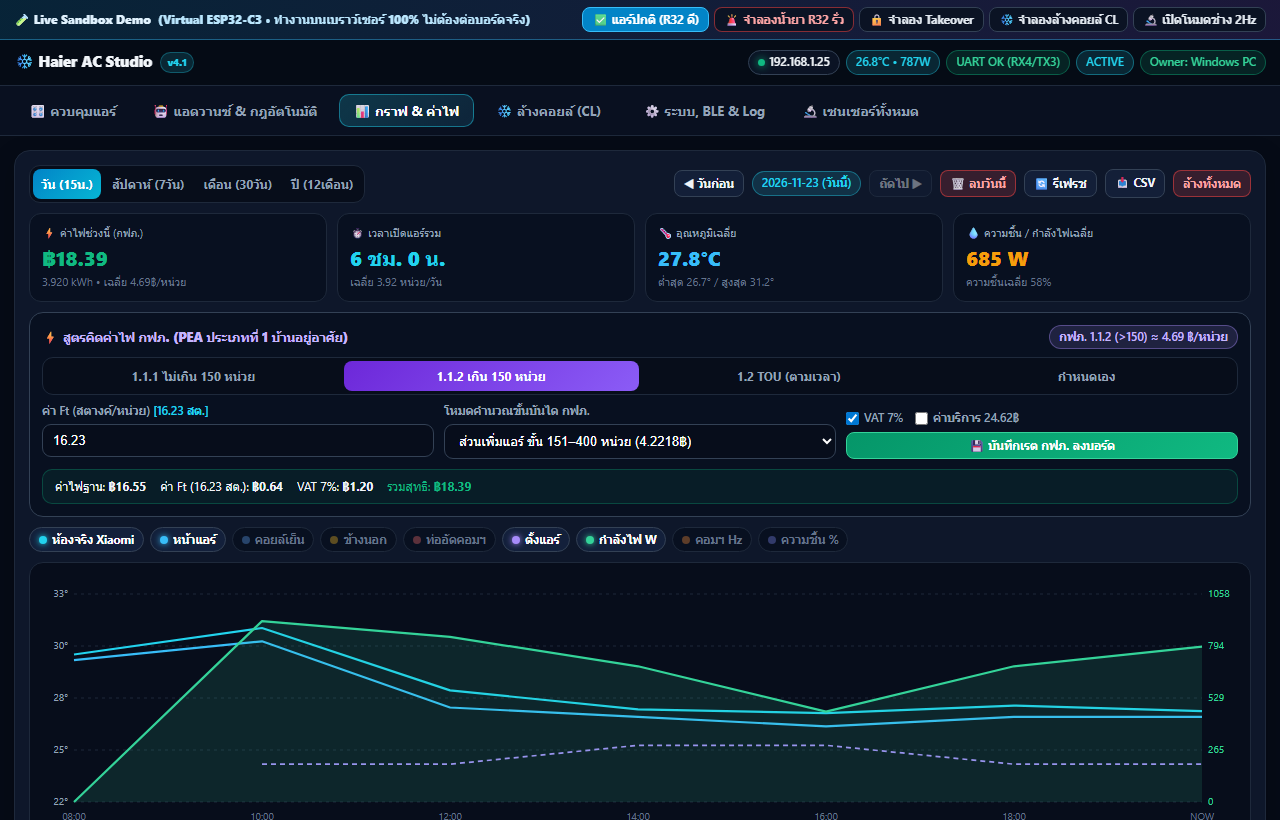 Live Sandbox Demo (Virtual ESP32-C3 • ทำงานบนเบราว์เซอร์ 100% ไม่ต้องต่อบอร์ดจริง)
แอร์ปกติ (R32 ดี) จำลองน้ำยา R32 รั่ว จำลอง Takeover จำลองล้างคอยล์ CL เปิดโหมดช่าง 2Hz
Haier AC Studio v4.1 192.168.1.25 26.8°C • 787W UART OK (RX4/TX3) ACTIVE Owner: Windows PC
ควบคุมแอร์ แอดวานซ์ & กฎอัตโนมัติ กราฟ & ค่าไฟ ล้างคอยล์ (CL) ระบบ, BLE & Log เซนเซอร์ทั้งหมด
วัน (15น.) สัปดาห์ (7วัน) เดือน (30วัน) ปี (12เดือน) ◀ วันก่อน 2026-11-23 (วันนี้) ถัดไป ▶ ลบวันนี้ รีเฟรช CSV ล้างทั้งหมด
ค่าไฟช่วงนี้ (กฟภ.)
฿18.39
3.920 kWh • เฉลี่ย 4.69฿/หน่วย
เวลาเปิดแอร์รวม
6 ชม. 0 น.
เฉลี่ย 3.92 หน่วย/วัน
อุณหภูมิเฉลี่ย
27.8°C
ต่ำสุด 26.7° / สูงสุด 31.2°
ความชื้น / กำลังไฟเฉลี่ย
685 W
ความชื้นเฉลี่ย 58%
สูตรคิดค่าไฟ กฟภ. (PEA ประเภทที่ 1 บ้านอยู่อาศัย) กฟภ. 1.1.2 (>150) ≈ 4.69 ฿/หน่วย
1.1.1 ไม่เกิน 150 หน่วย 1.1.2 เกิน 150 หน่วย 1.2 TOU (ตามเวลา) กำหนดเอง
ค่า Ft (สตางค์/หน่วย) [16.23 สต.] โหมดคำนวณขั้นบันได กฟภ. VAT 7% ค่าบริการ 24.62฿
16.23 ส่วนเพิ่มแอร์ ขั้น 151–400 หน่วย (4.2218฿) บันทึกเรต กฟภ. ลงบอร์ด
ค่าไฟฐาน: ฿16.55 ค่า Ft (16.23 สต.): ฿0.64 VAT 7%: ฿1.20 รวมสุทธิ: ฿18.39
ห้องจริง Xiaomi หน้าแอร์ คอยล์เย็น ข้างนอก ท่ออัดคอมฯ ตั้งแอร์ กำลังไฟ W คอมฯ Hz ความชื้น %
33° 1058
30° 794
28° 529
25° 265
22° 0
08:00 10:00 12:00 14:00 16:00 18:00 NOW